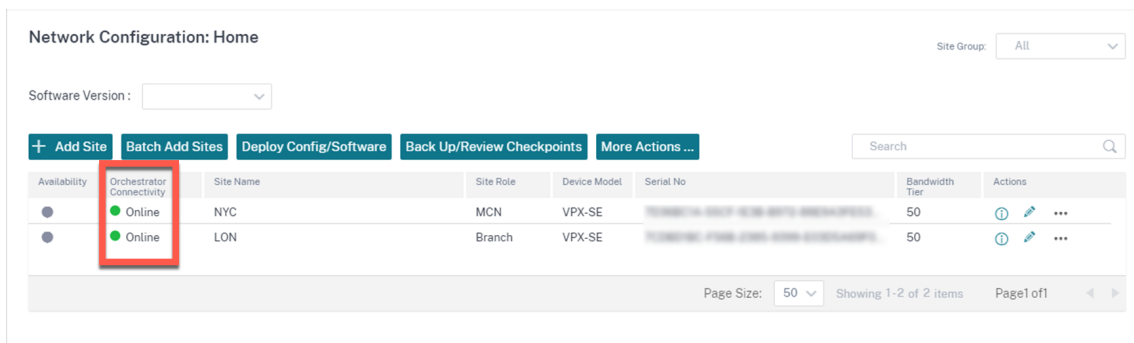 Network Configuration: Home
Site Group: All
Software Version :
+ Add Site Batch Add Sites Deploy Config/Software Back Up/Review Checkpoints More Actions ... Search
Availability Orchestrator Connectivity Site Name Site Role Device Model Serial No Bandwidth Tier Actions
Online NYC MCN VPX-SE 50
Online LON Branch VPX-SE 50
Page Size: 50 Showing 1-2 of 2 items Page1 of1